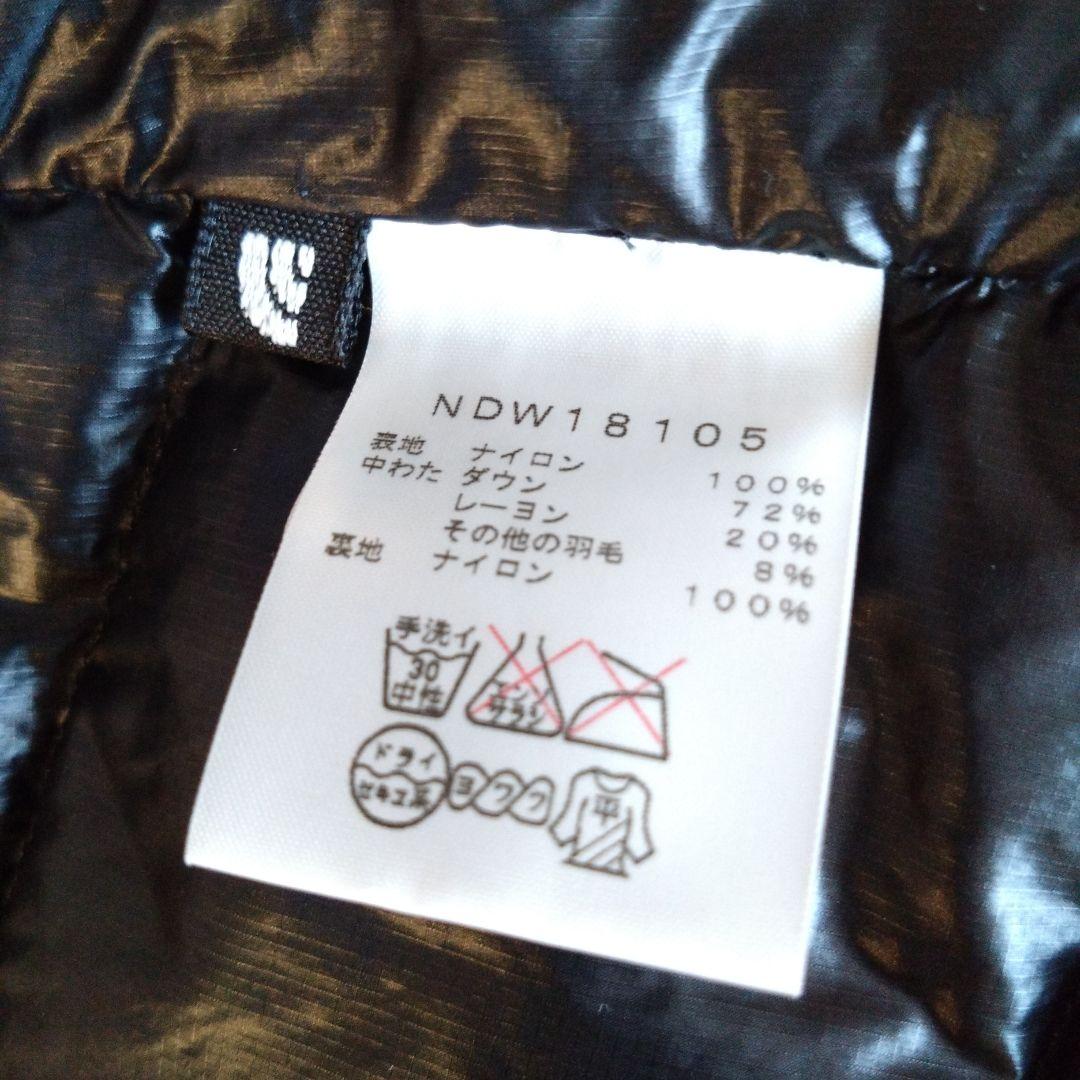 NDW18105
表地 ナイロン 100%
中わた ダウン 72%
レーヨン 20%
その他の羽毛 8%
裏地 ナイロン 100%
手洗イ
30
中性
エンソ
サラシ
ドライ
セキユ系
ヨワク
平